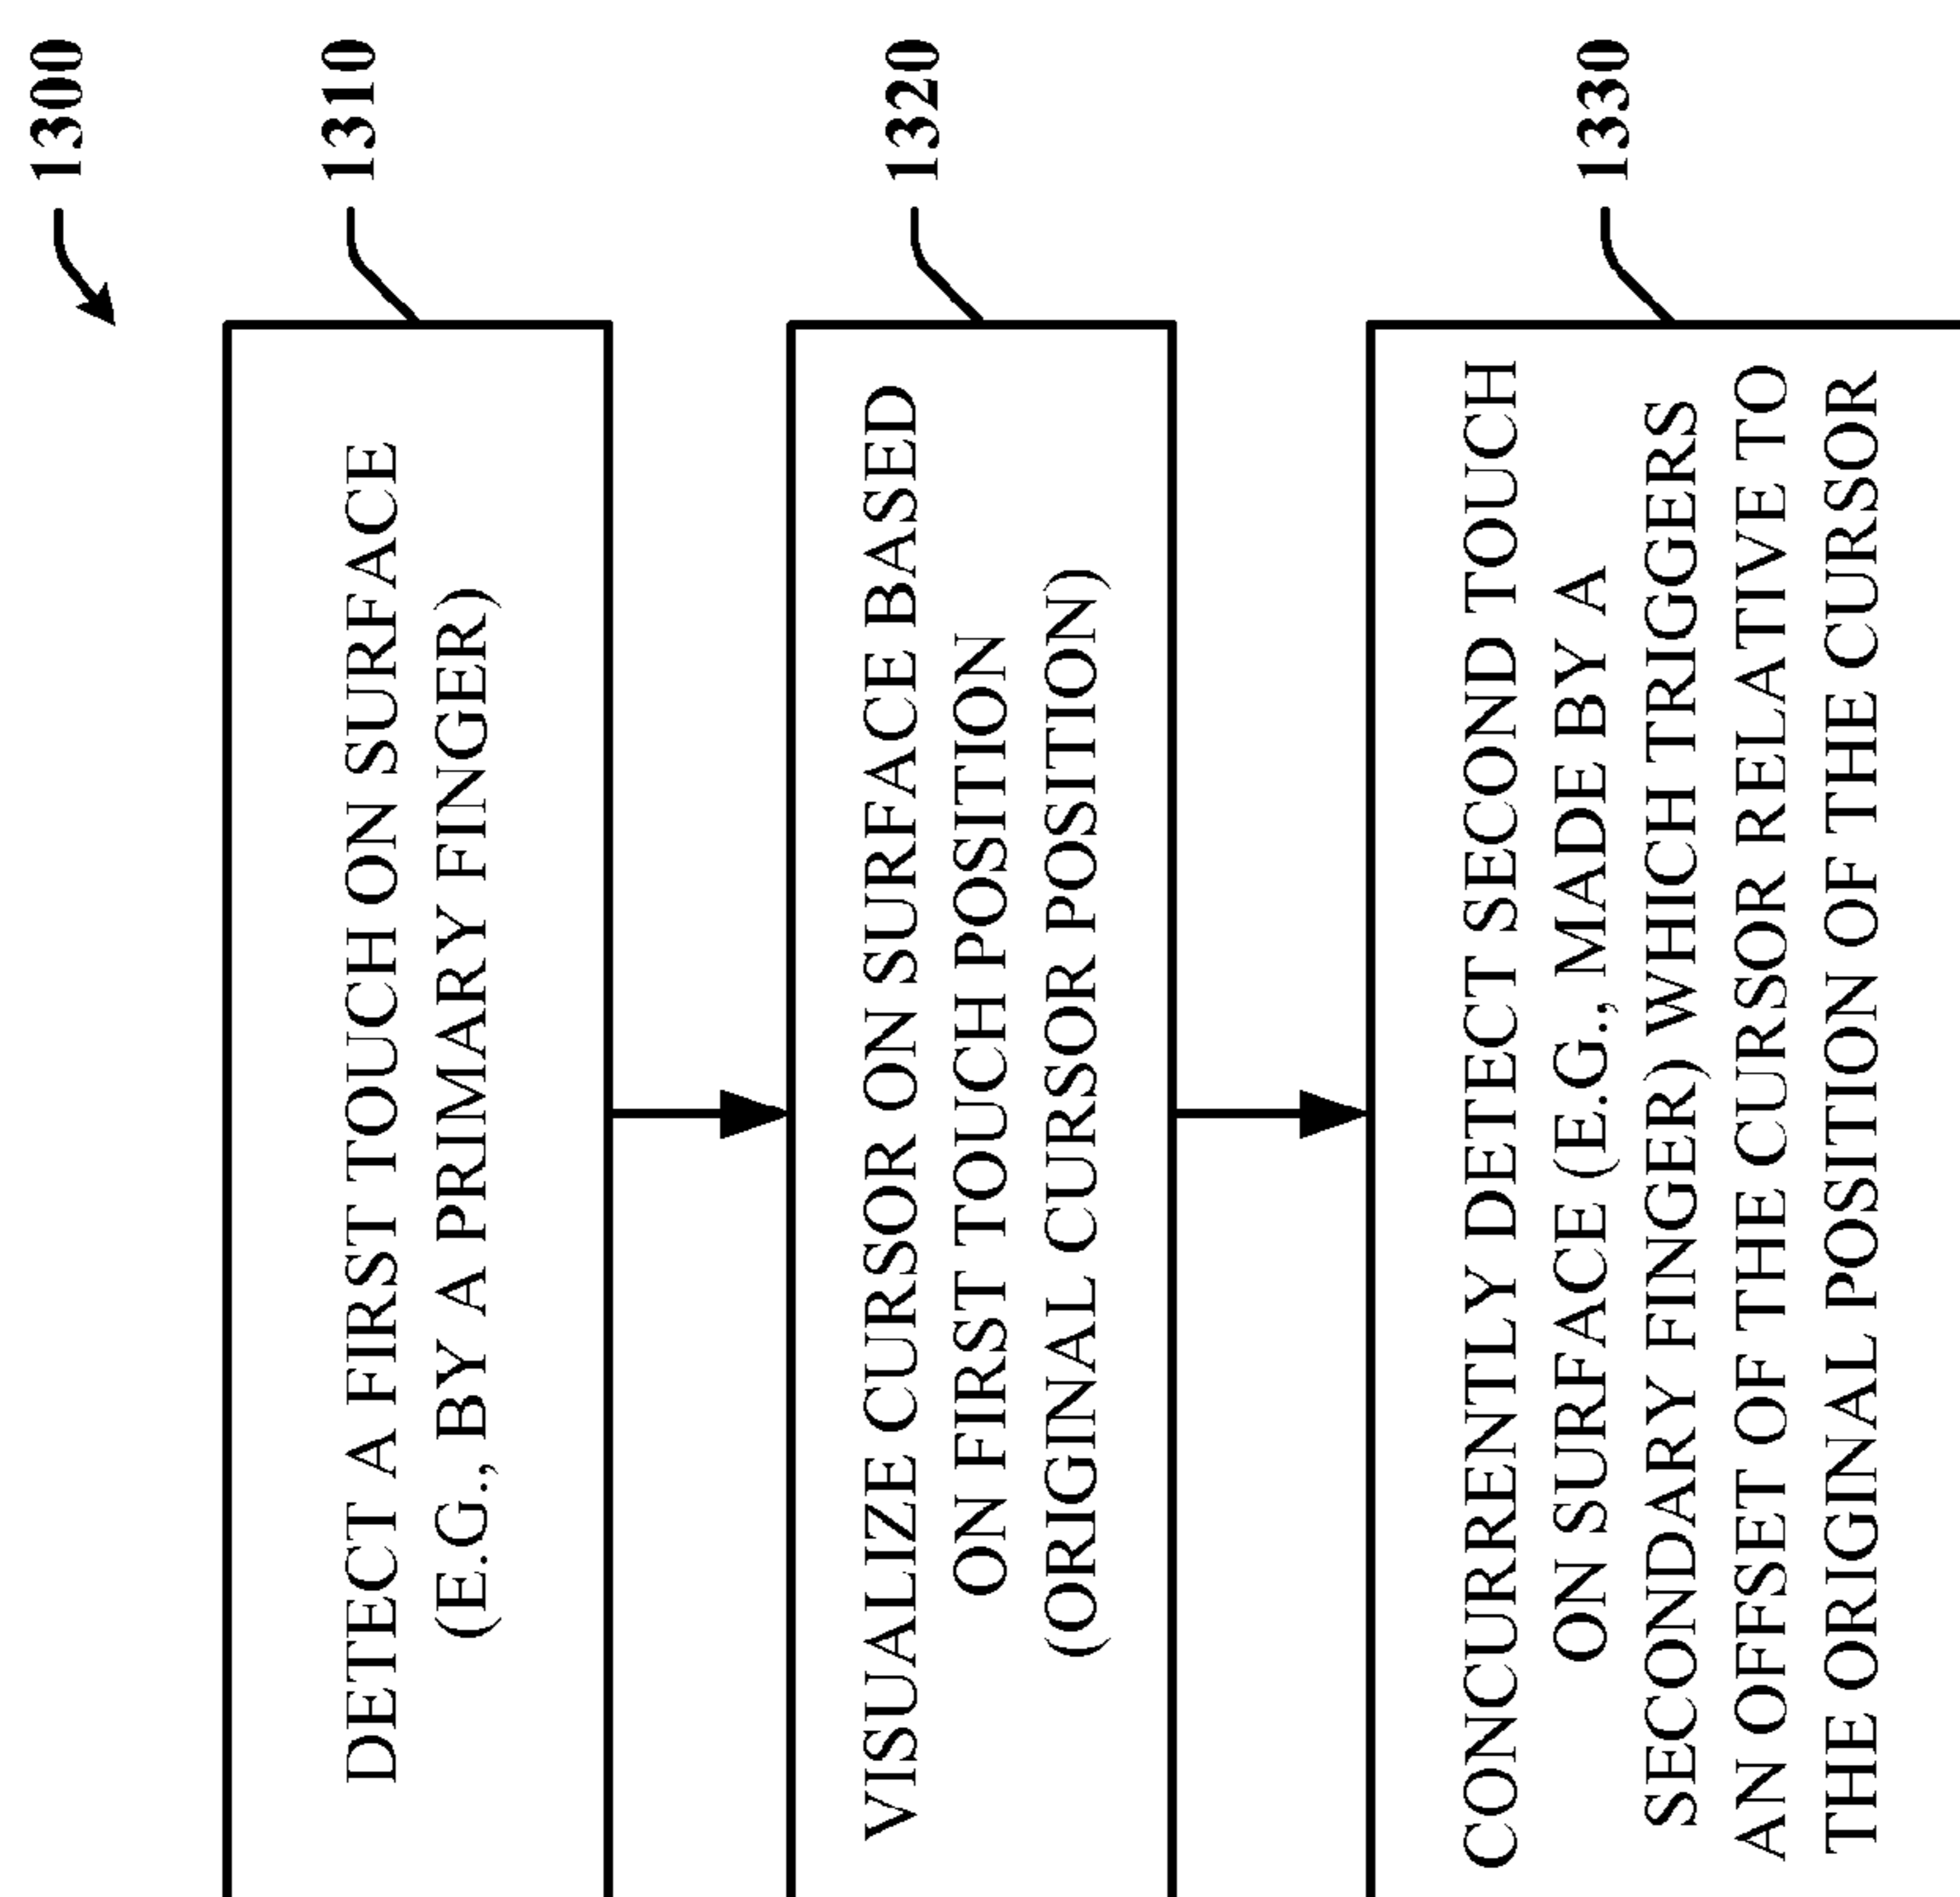 1300
1310
DETECT A FIRST TOUCH ON SURFACE
(E.G., BY A PRIMARY FINGER)
1320
VISUALIZE CURSOR ON SURFACE BASED
ON FIRST TOUCH POSITION
(ORIGINAL CURSOR POSITION)
1330
CONCURRENTLY DETECT SECOND TOUCH
ON SURFACE (E.G., MADE BY A
SECONDARY FINGER) WHICH TRIGGERS
AN OFFSET OF THE CURSOR RELATIVE TO
THE ORIGINAL POSITION OF THE CURSOR